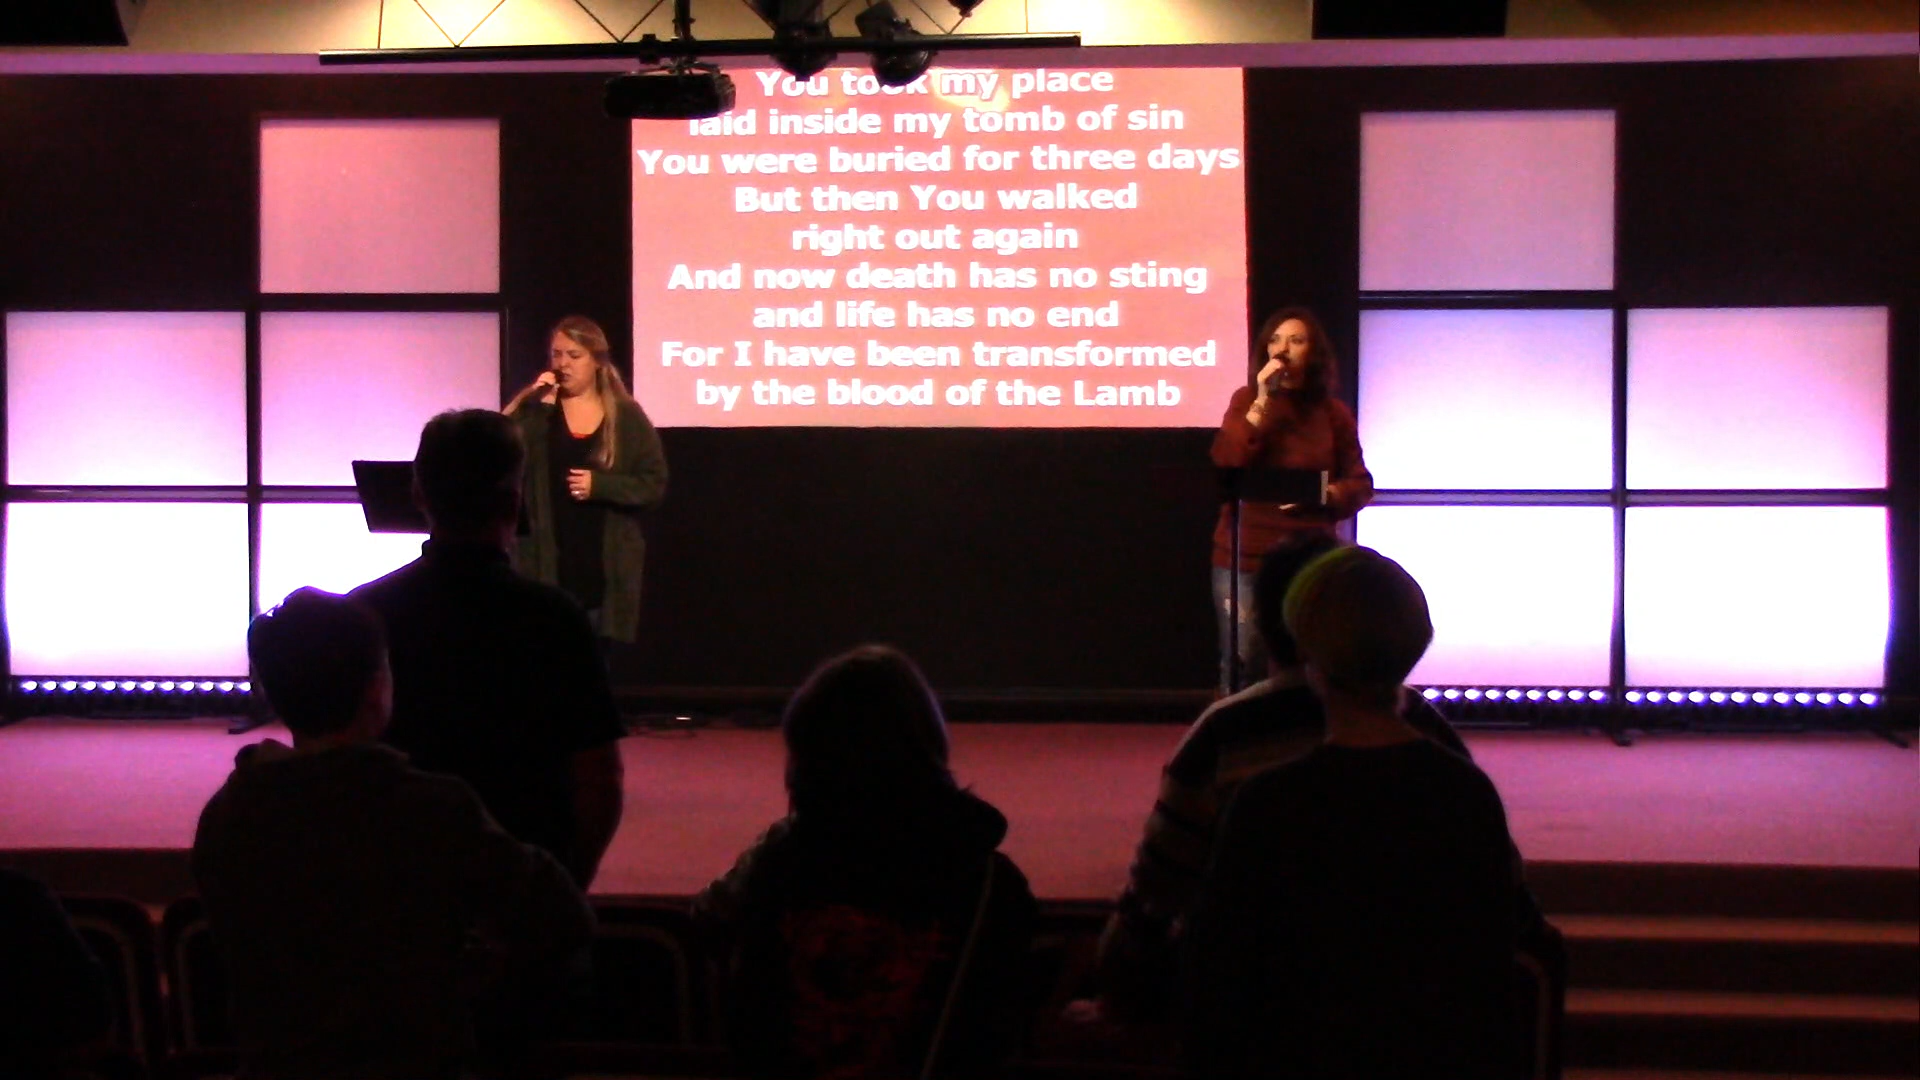 You took my place
laid inside my tomb of sin
You were buried for three days
But then You walked
right out again
And now death has no sting
and life has no end
For I have been transformed
by the blood of the Lamb